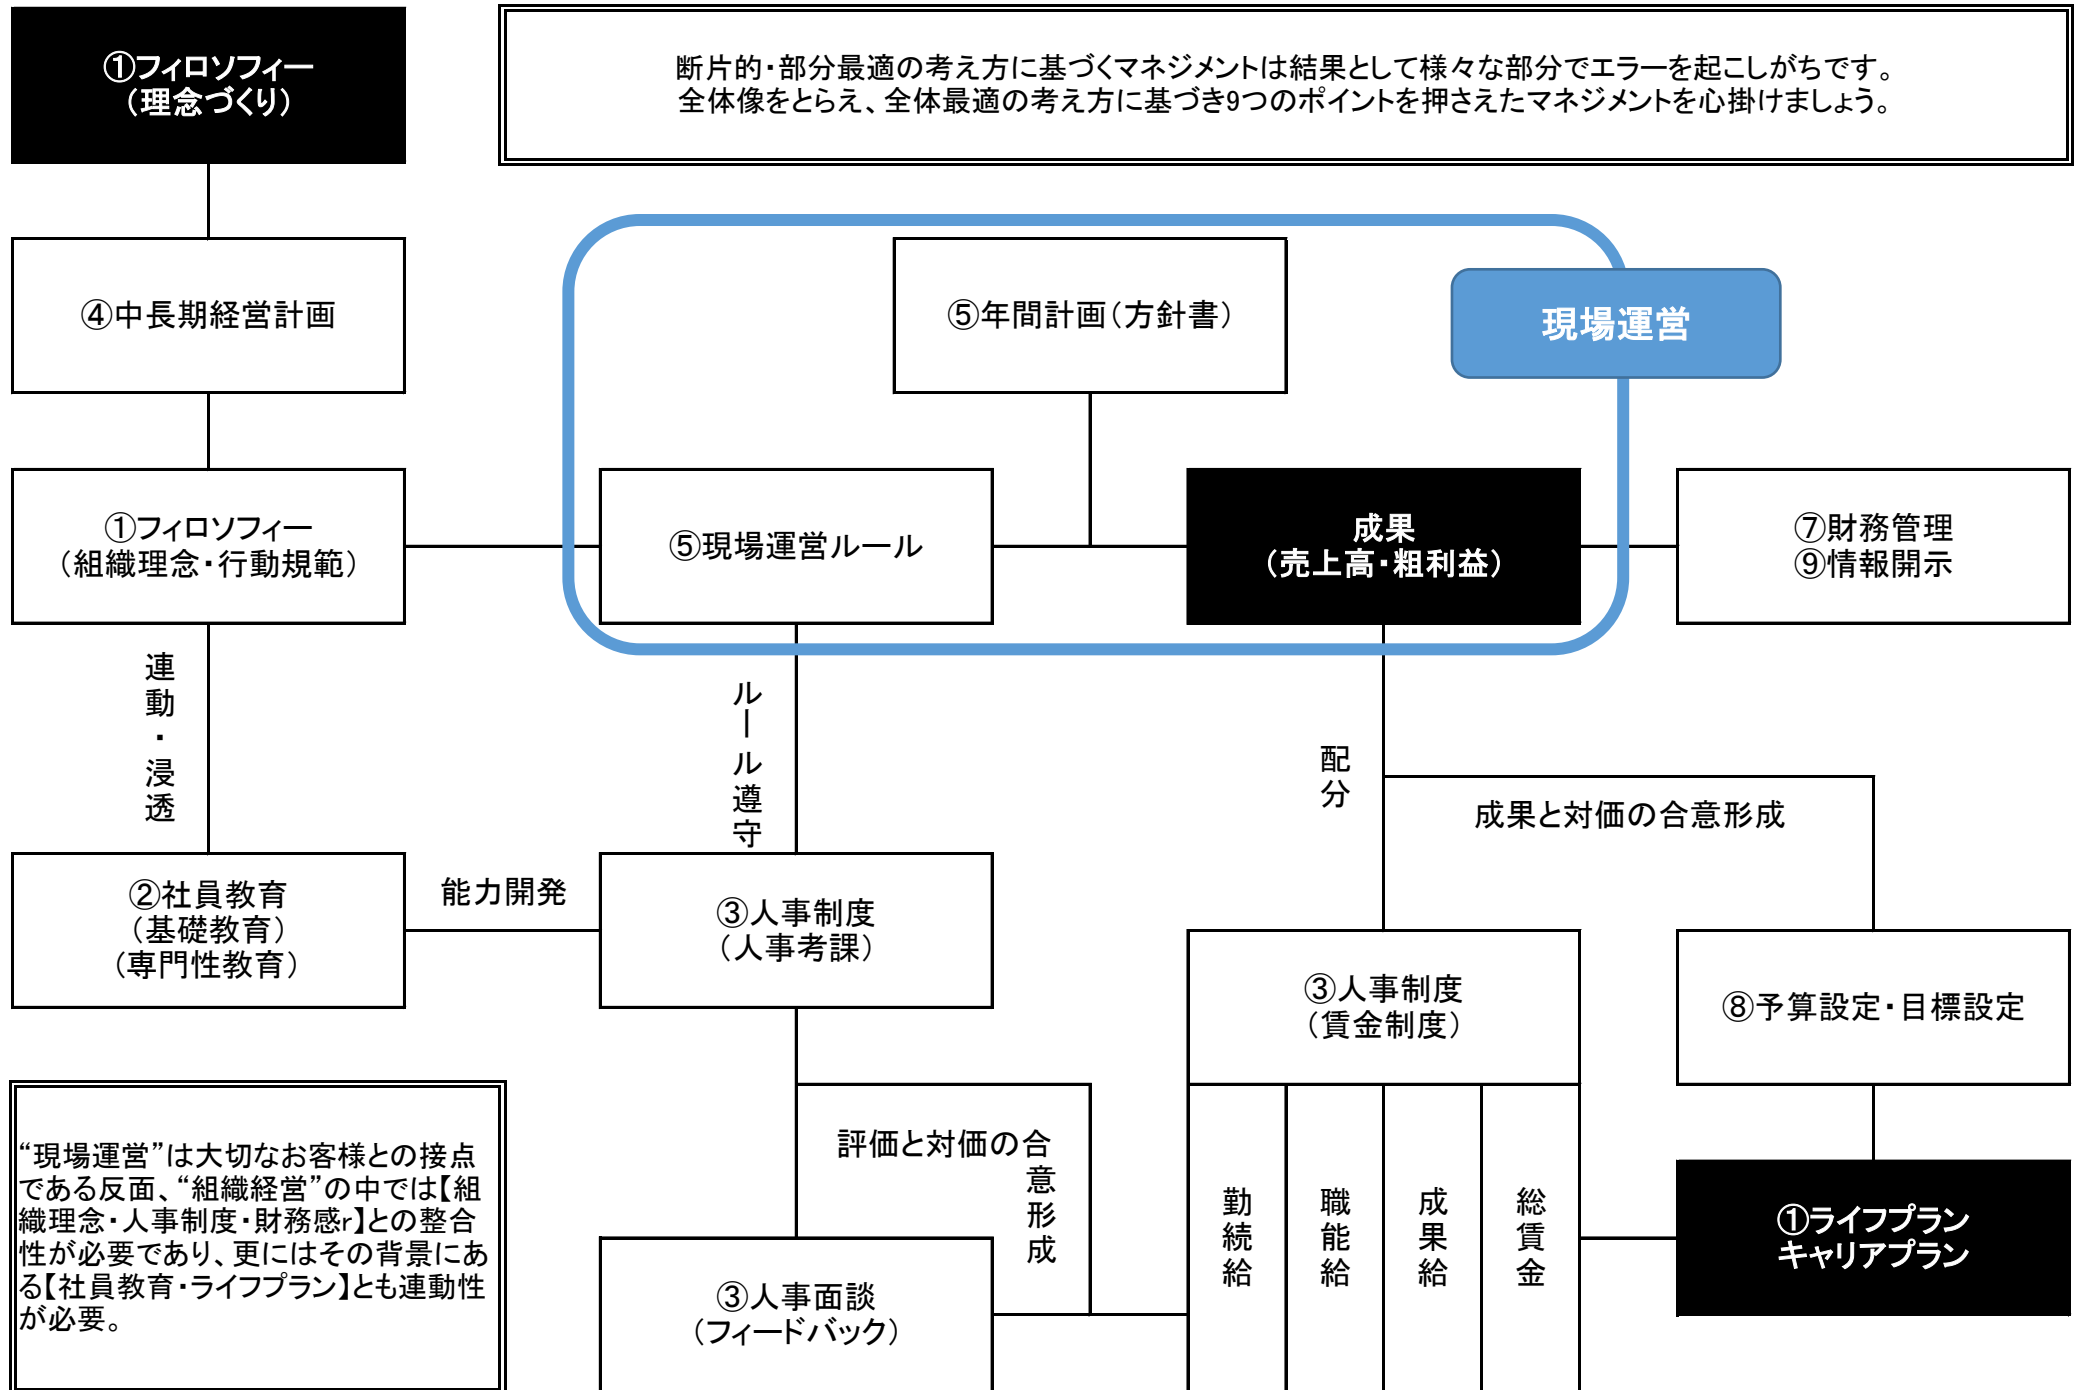 ①フィロソフィー
（理念づくり）
断片的・部分最適の考え方に基づくマネジメントは結果として様々な部分でエラーを起こしがちです。
全体像をとらえ、全体最適の考え方に基づき9つのポイントを押さえたマネジメントを心掛けましょう。
④中長期経営計画
⑤年間計画（方針書）
現場運営
①フィロソフィー
（組織理念・行動規範）
⑤現場運営ルール
成果
（売上高・粗利益）
⑦財務管理
⑨情報開示
連動・浸透
ルール遵守
配分
成果と対価の合意形成
②社員教育
（基礎教育）
（専門性教育）
能力開発
③人事制度
（人事考課）
③人事制度
（賃金制度）
⑧予算設定・目標設定
“現場運営”は大切なお客様との接点
である反面、“組織経営”の中では【組
織理念・人事制度・財務感r】との整合
性が必要であり、更にはその背景にあ
る【社員教育・ライフプラン】とも連動性
が必要。
評価と対価の合意形成
③人事面談
（フィードバック）
勤続給
職能給
成果給
総賃金
①ライフプラン
キャリアプラン